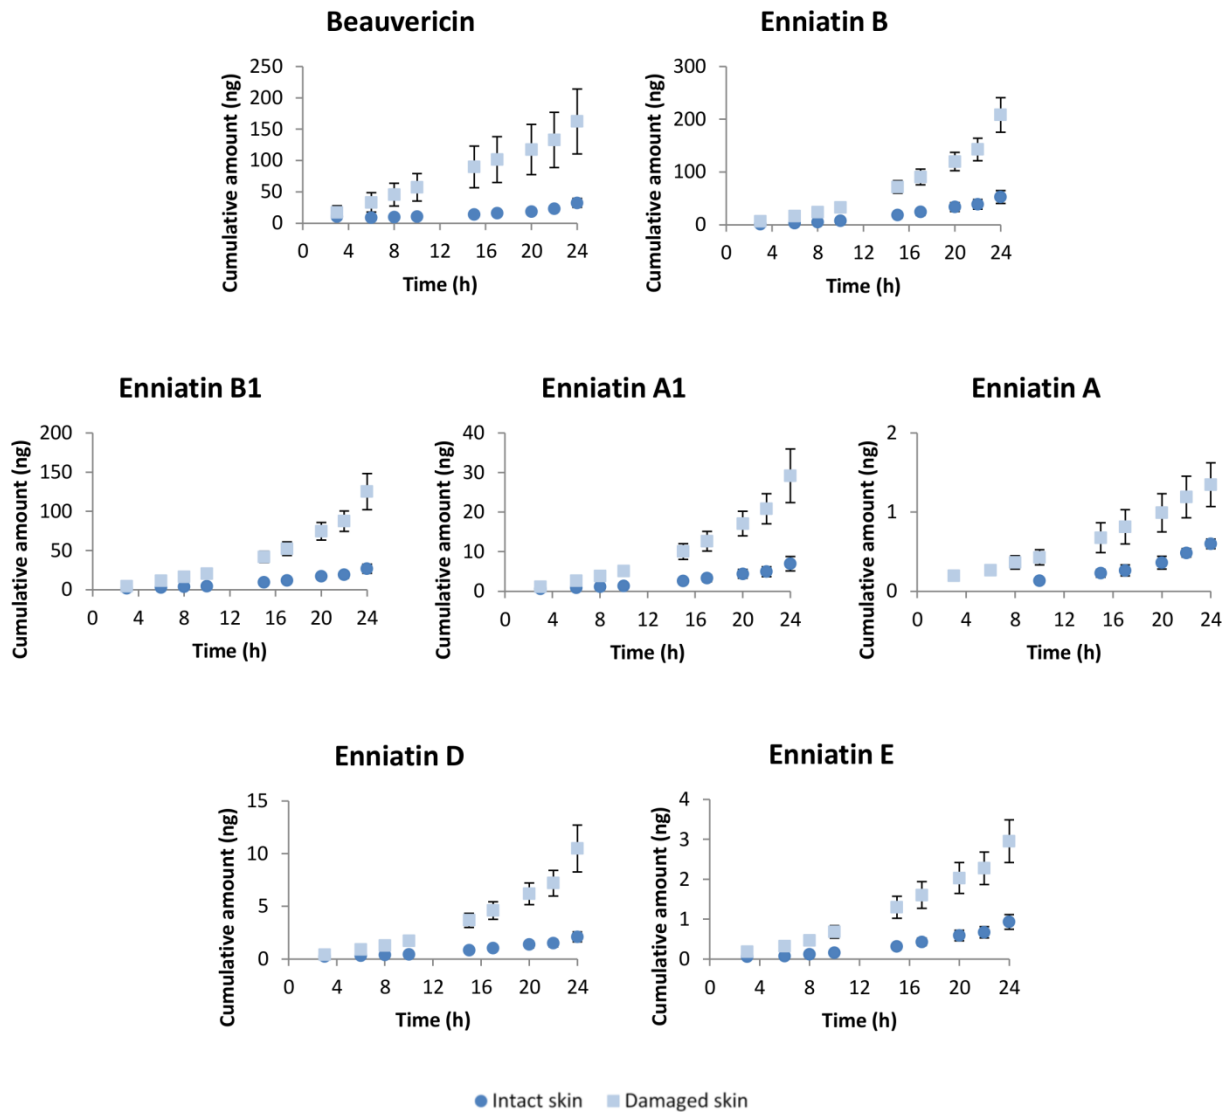 Beauvericin
Cumulative amount (ng)
250
200
150
100
50
0
0 4 8 12 16 20 24
Time (h)
Enniatin B
Cumulative amount (ng)
300
200
100
0
0 4 8 12 16 20 24
Time (h)
Enniatin B1
Cumulative amount (ng)
200
150
100
50
0
0 4 8 12 16 20 24
Time (h)
Enniatin A1
Cumulative amount (ng)
40
30
20
10
0
0 4 8 12 16 20 24
Time (h)
Enniatin A
Cumulative amount (ng)
2
1
0
0 4 8 12 16 20 24
Time (h)
Enniatin D
Cumulative amount (ng)
15
10
5
0
0 4 8 12 16 20 24
Time (h)
Enniatin E
Cumulative amount (ng)
4
3
2
1
0
0 4 8 12 16 20 24
Time (h)
Intact skin Damaged skin